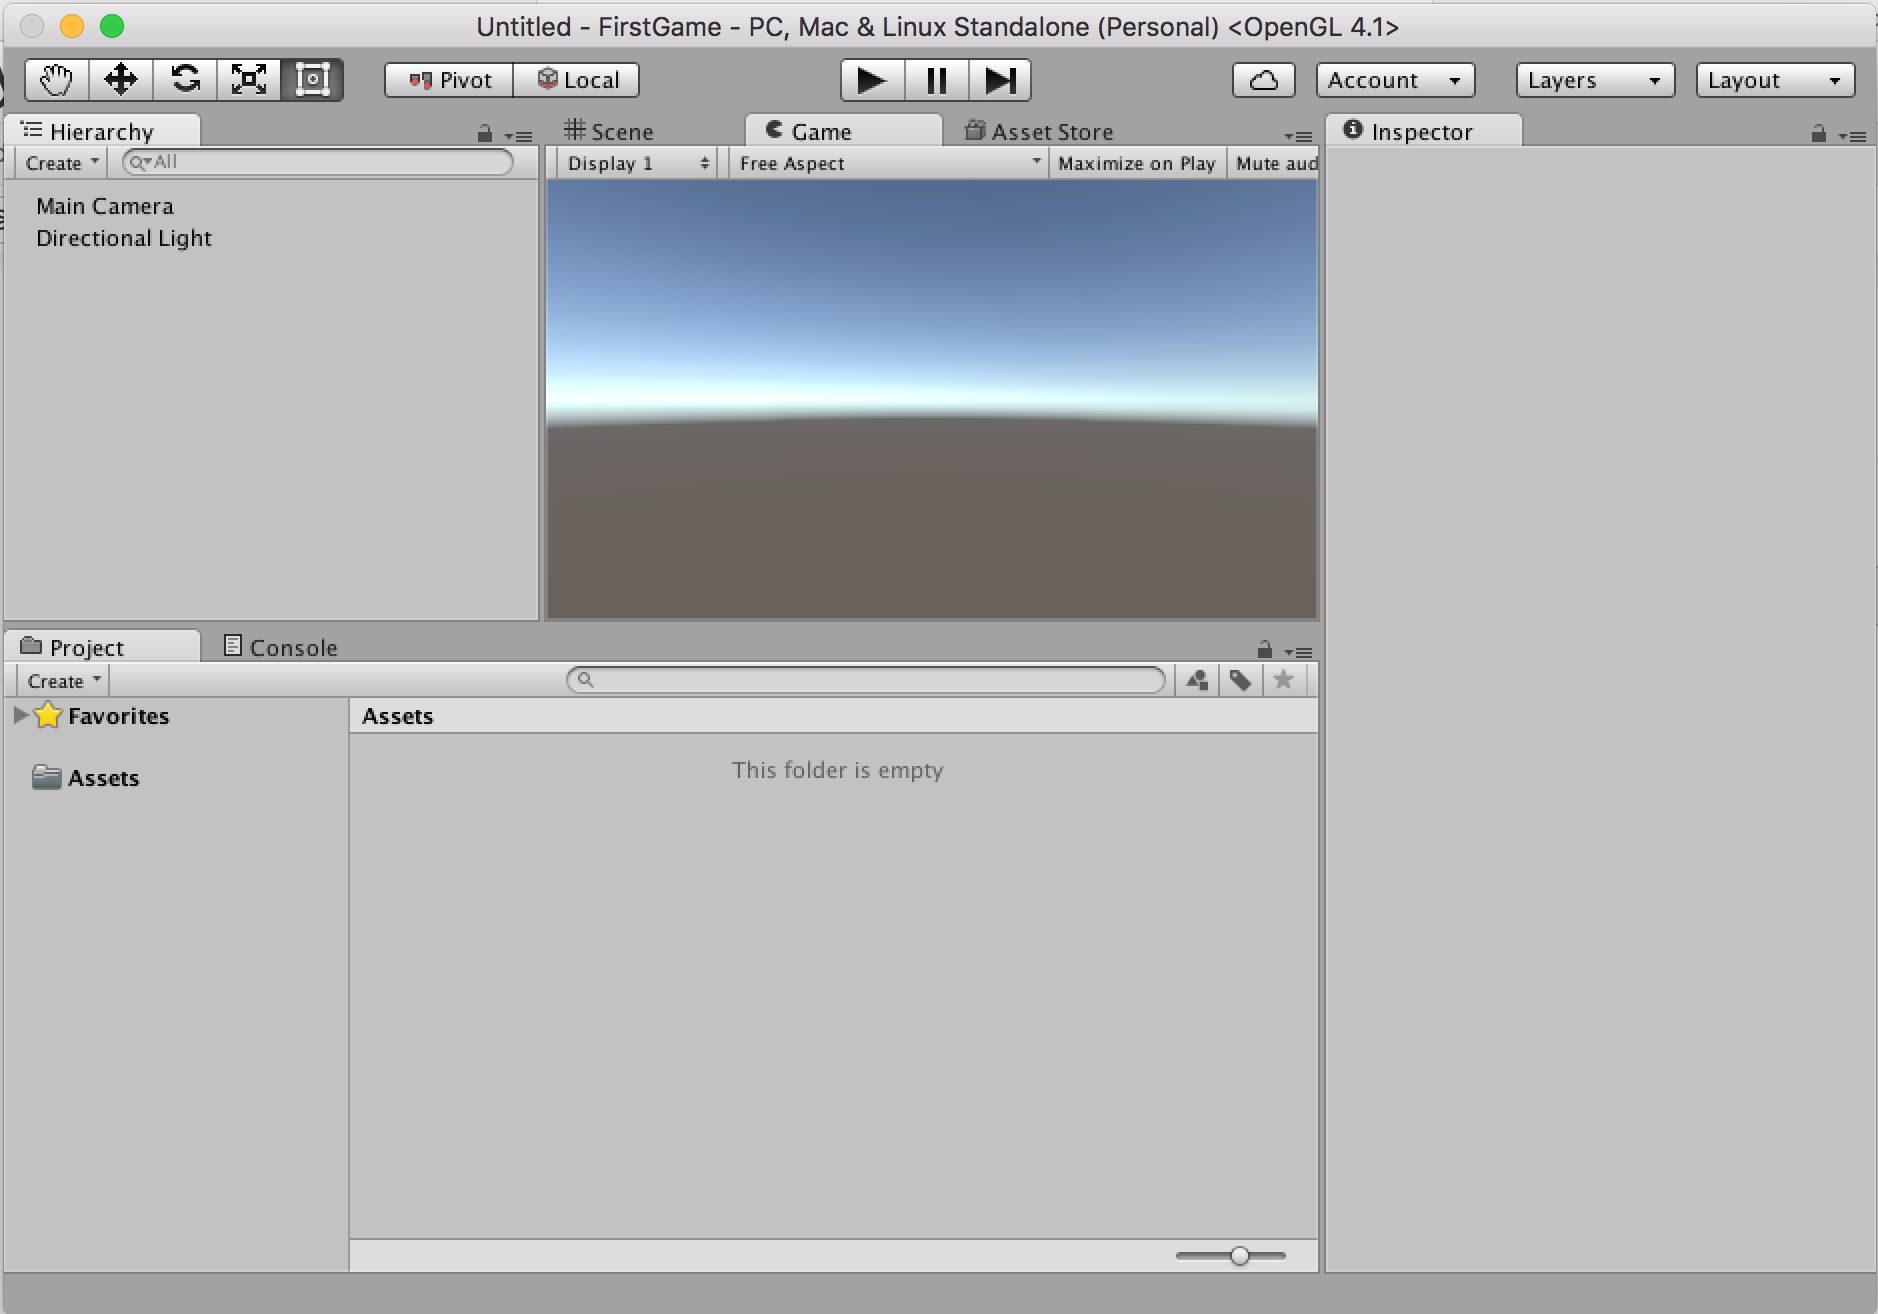 Untitled - FirstGame - PC, Mac & Linux Standalone (Personal) <OpenGL 4.1>
Pivot Local Account Layers Layout
Hierarchy Scene Game Asset Store Inspector
Create All Display 1 Free Aspect Maximize on Play Mute aud
Main Camera
Directional Light
Project Console
Create
Favorites Assets
Assets This folder is empty